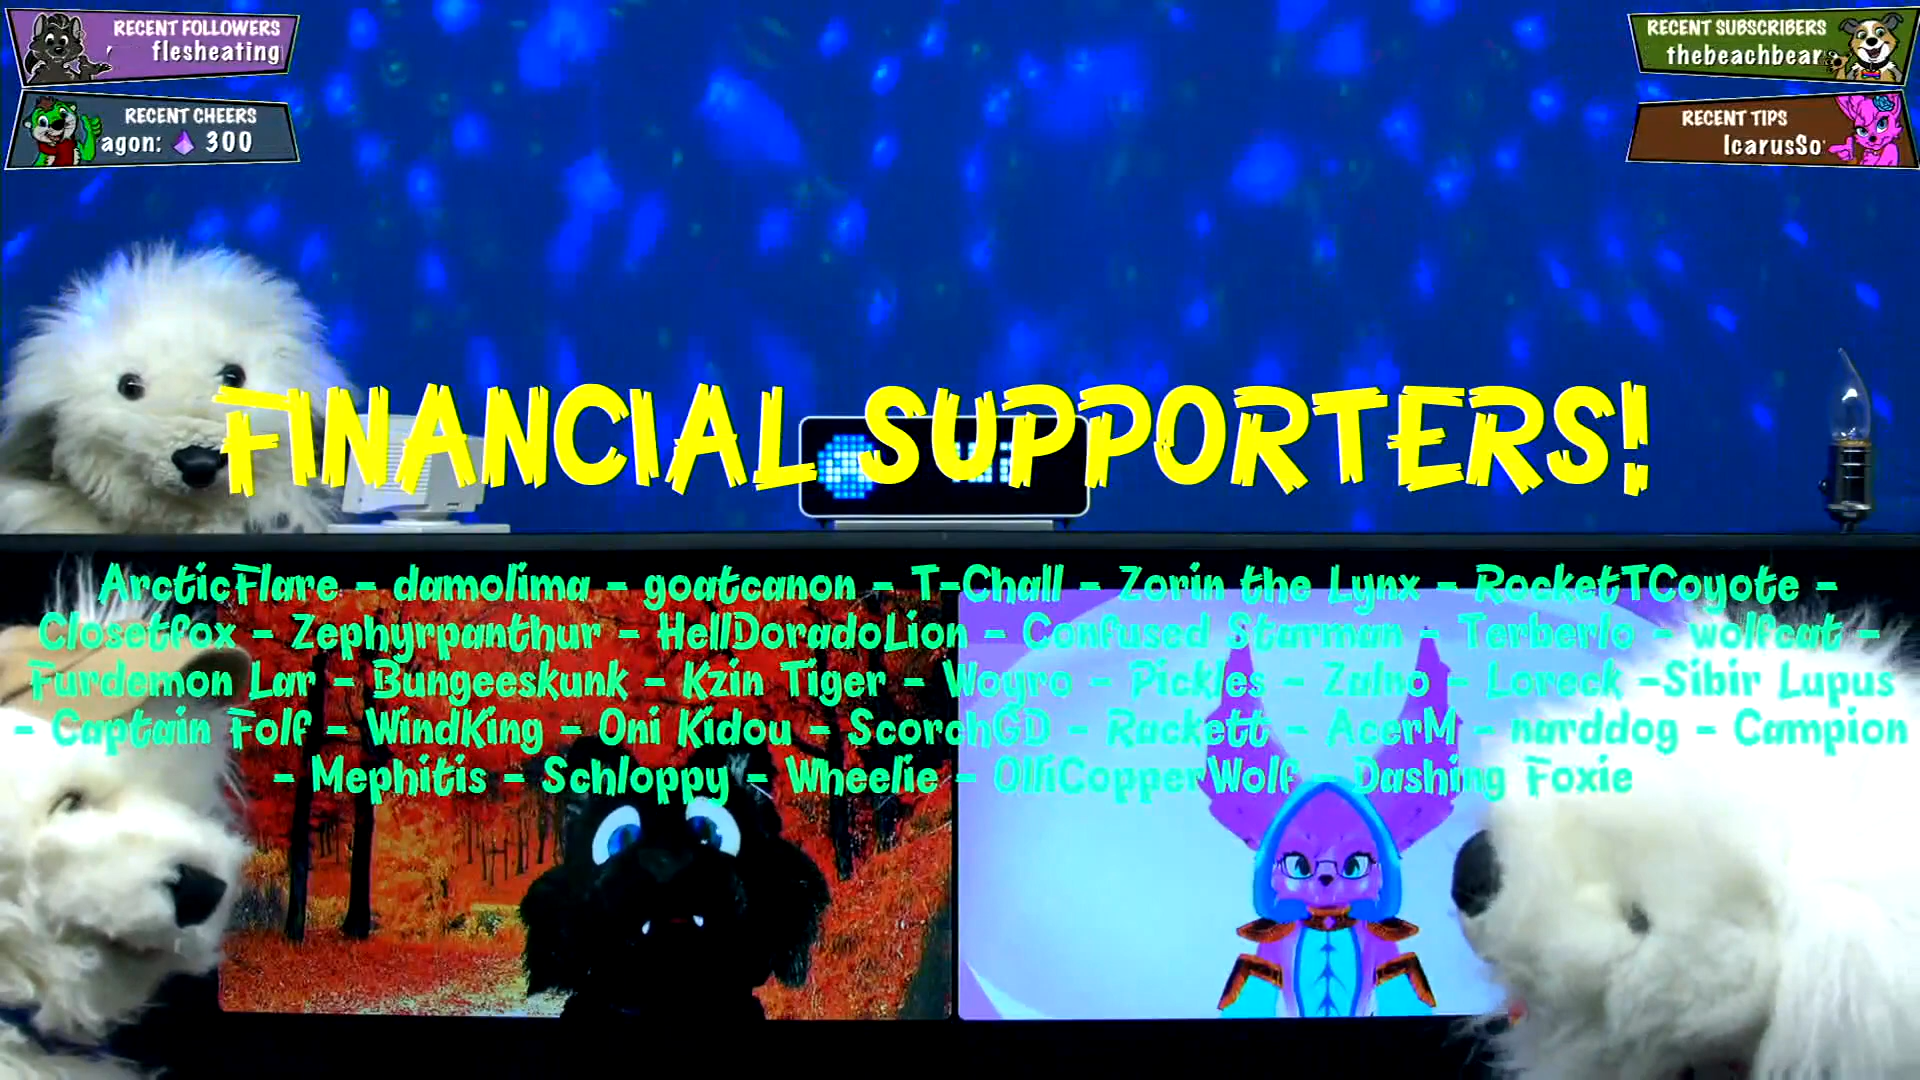 RECENT FOLLOWERS
flesheating
RECENT CHEERS
agon: 300
RECENT SUBSCRIBERS
thebeachbear
RECENT TIPS
IcarusSo
FINANCIAL SUPPORTERS!
ArcticFlare - damolima - goatcanon - T-Chall - Zorin the Lynx - RocketTCoyote -
Closetfox - Zephyrpanthur - HellDoradoLion - Confused Starman - Terberlo - wolfcat -
Furdemon Lar - Bungeeskunk - Kzin Tiger - Woyro - Pickles - Zalno - Loreck -Sibir Lupus
- Captain Folf - WindKing - Oni Kidou - ScorchGD - Rackett - AcerM - narddog - Campion
- Mephitis - Schloppy - Wheelie - OlliCopperWolf - Dashing Foxie